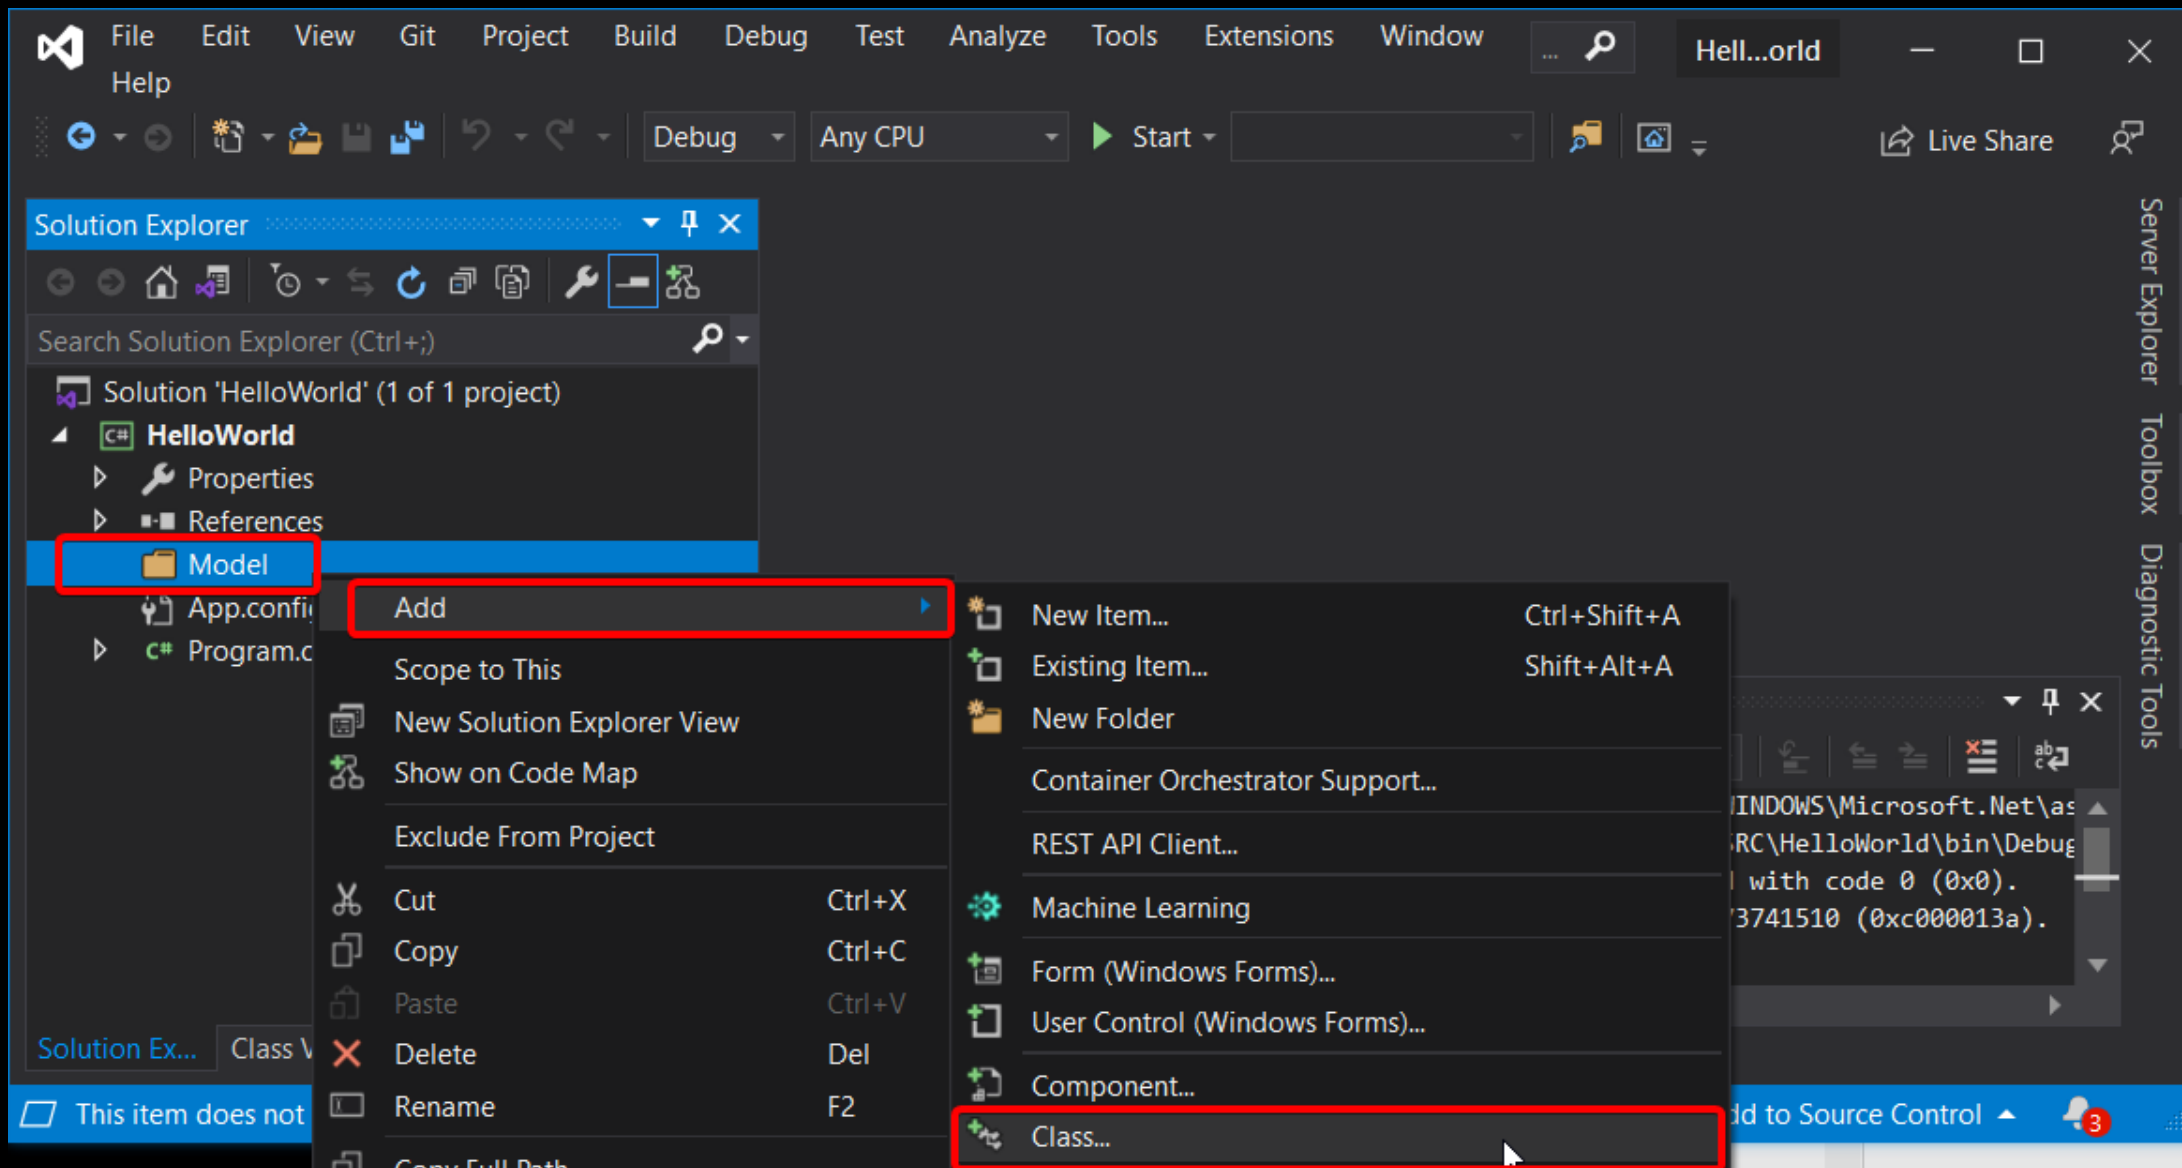 File Edit View Git Project Build Debug Test Analyze Tools Extensions Window ... Hell...orld
Help
Debug Any CPU Start Live Share
Solution Explorer
Search Solution Explorer (Ctrl+;)
Solution 'HelloWorld' (1 of 1 project)
C# HelloWorld
Properties
References
Model
App.config
C# Program.c
Add
Scope to This
New Solution Explorer View
Show on Code Map
Exclude From Project
Cut Ctrl+X
Copy Ctrl+C
Paste Ctrl+V
Delete Del
Rename F2
Copy Full Path
New Item... Ctrl+Shift+A
Existing Item... Shift+Alt+A
New Folder
Container Orchestrator Support...
REST API Client...
Machine Learning
Form (Windows Forms)...
User Control (Windows Forms)...
Component...
Class...
INDOWS\Microsoft.Net\as
RC\HelloWorld\bin\Debug
with code 0 (0x0).
3741510 (0xc000013a).
Server Explorer
Toolbox
Diagnostic Tools
Solution Ex... Class V
This item does not
dd to Source Control 3